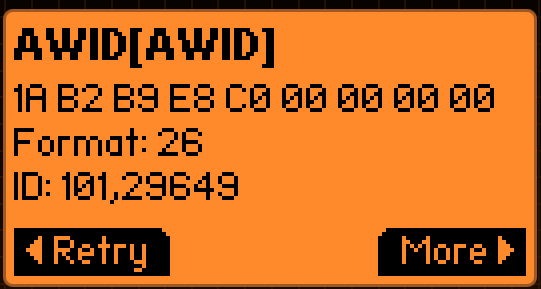 AWID[AWID]
1A B2 B9 E8 C0 00 00 00 00
Format: 26
ID: 101,29649
Retry
More